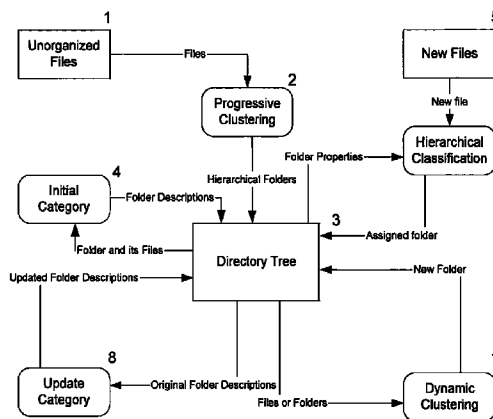 1
Unorganized
Files
Files
2
Progressive
Clustering
5
New Files
New file
Hierarchical
Classification
Folder Properties
4
Initial
Category
Folder Descriptions
Hierarchical Folders
3
Directory Tree
Assigned folder
Folder and its Files
Updated Folder Descriptions
New Folder
8
Update
Category
Original Folder Descriptions
Files or Folders
Dynamic
Clustering